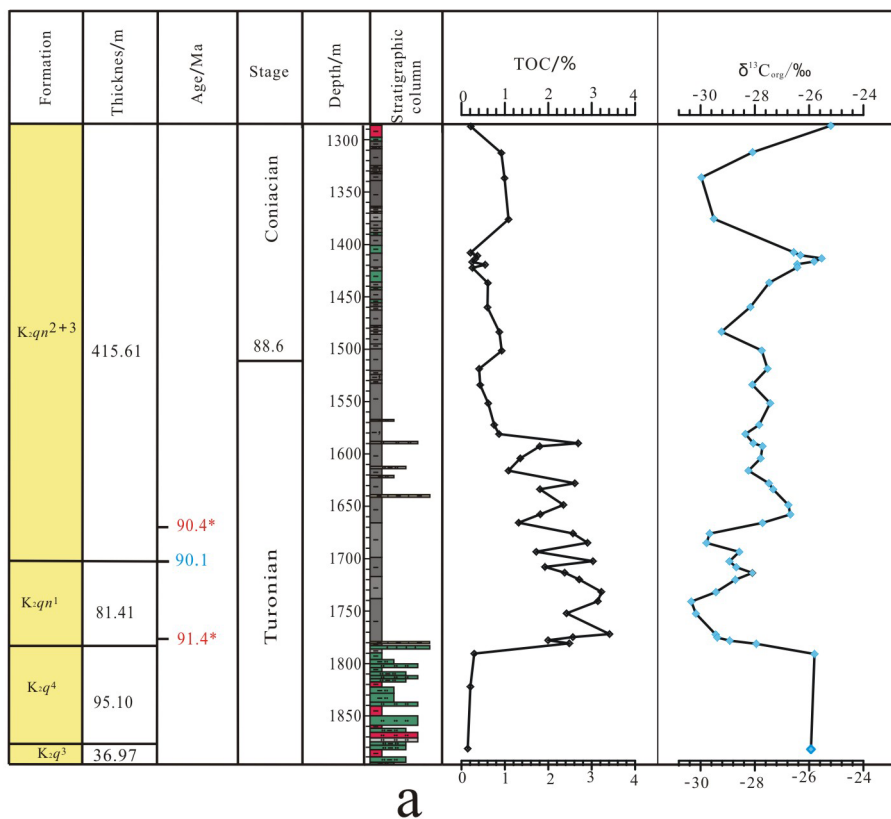 Formation
Thicknes/m
Age/Ma
Stage
Depth/m
Stratigraphic
column
TOC/%
0 1 2 3 4
δ¹³Corg/‰
-30 -28 -26 -24
1300
1350
1400
1450
1500
1550
1600
1650
1700
1750
1800
1850
Coniacian
88.6
Turonian
K₂qn²⁺³
415.61
90.4*
90.1
K₂qn¹
81.41
91.4*
K₂q⁴
95.10
K₂q³
36.97
0 1 2 3 4
-30 -28 -26 -24
a